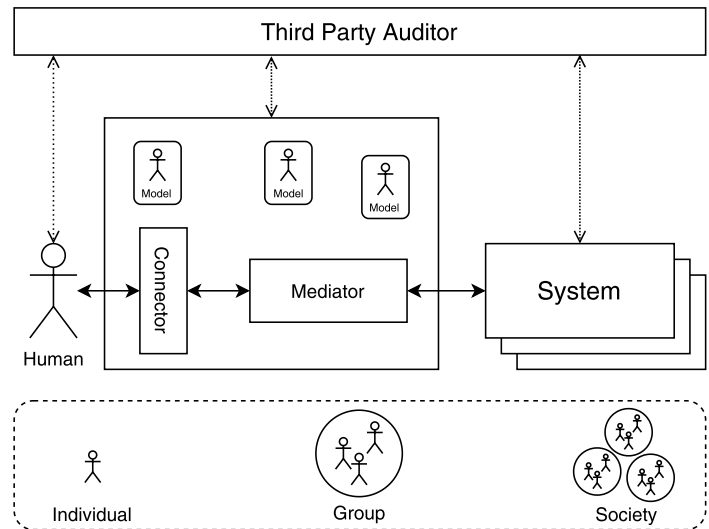 Third Party Auditor
Model
Model
Model
Connector
Mediator
System
Human
Individual
Group
Society